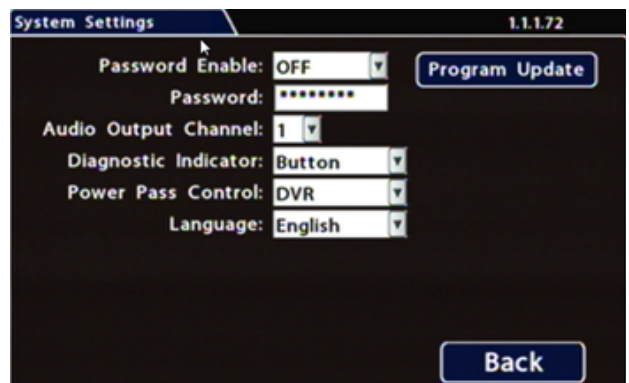 System Settings 1.1.1.72
Password Enable: OFF Program Update
Password: ********
Audio Output Channel: 1
Diagnostic Indicator: Button
Power Pass Control: DVR
Language: English
Back